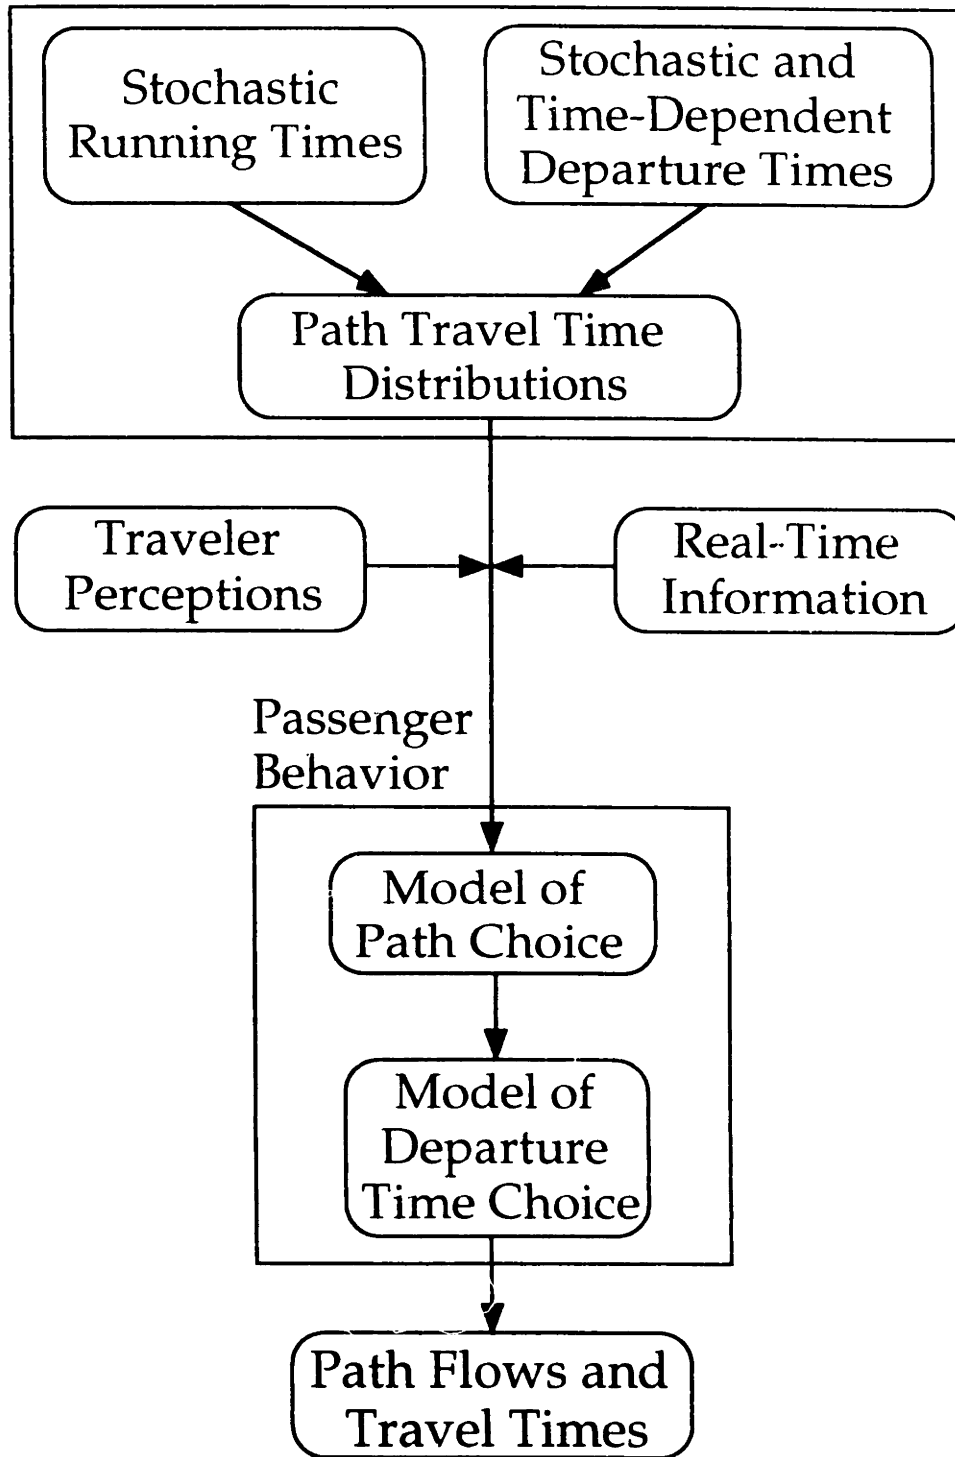 Stochastic
Running Times
Stochastic and
Time-Dependent
Departure Times
Path Travel Time
Distributions
Traveler
Perceptions
Real-Time
Information
Passenger
Behavior
Model of
Path Choice
Model of
Departure
Time Choice
Path Flows and
Travel Times